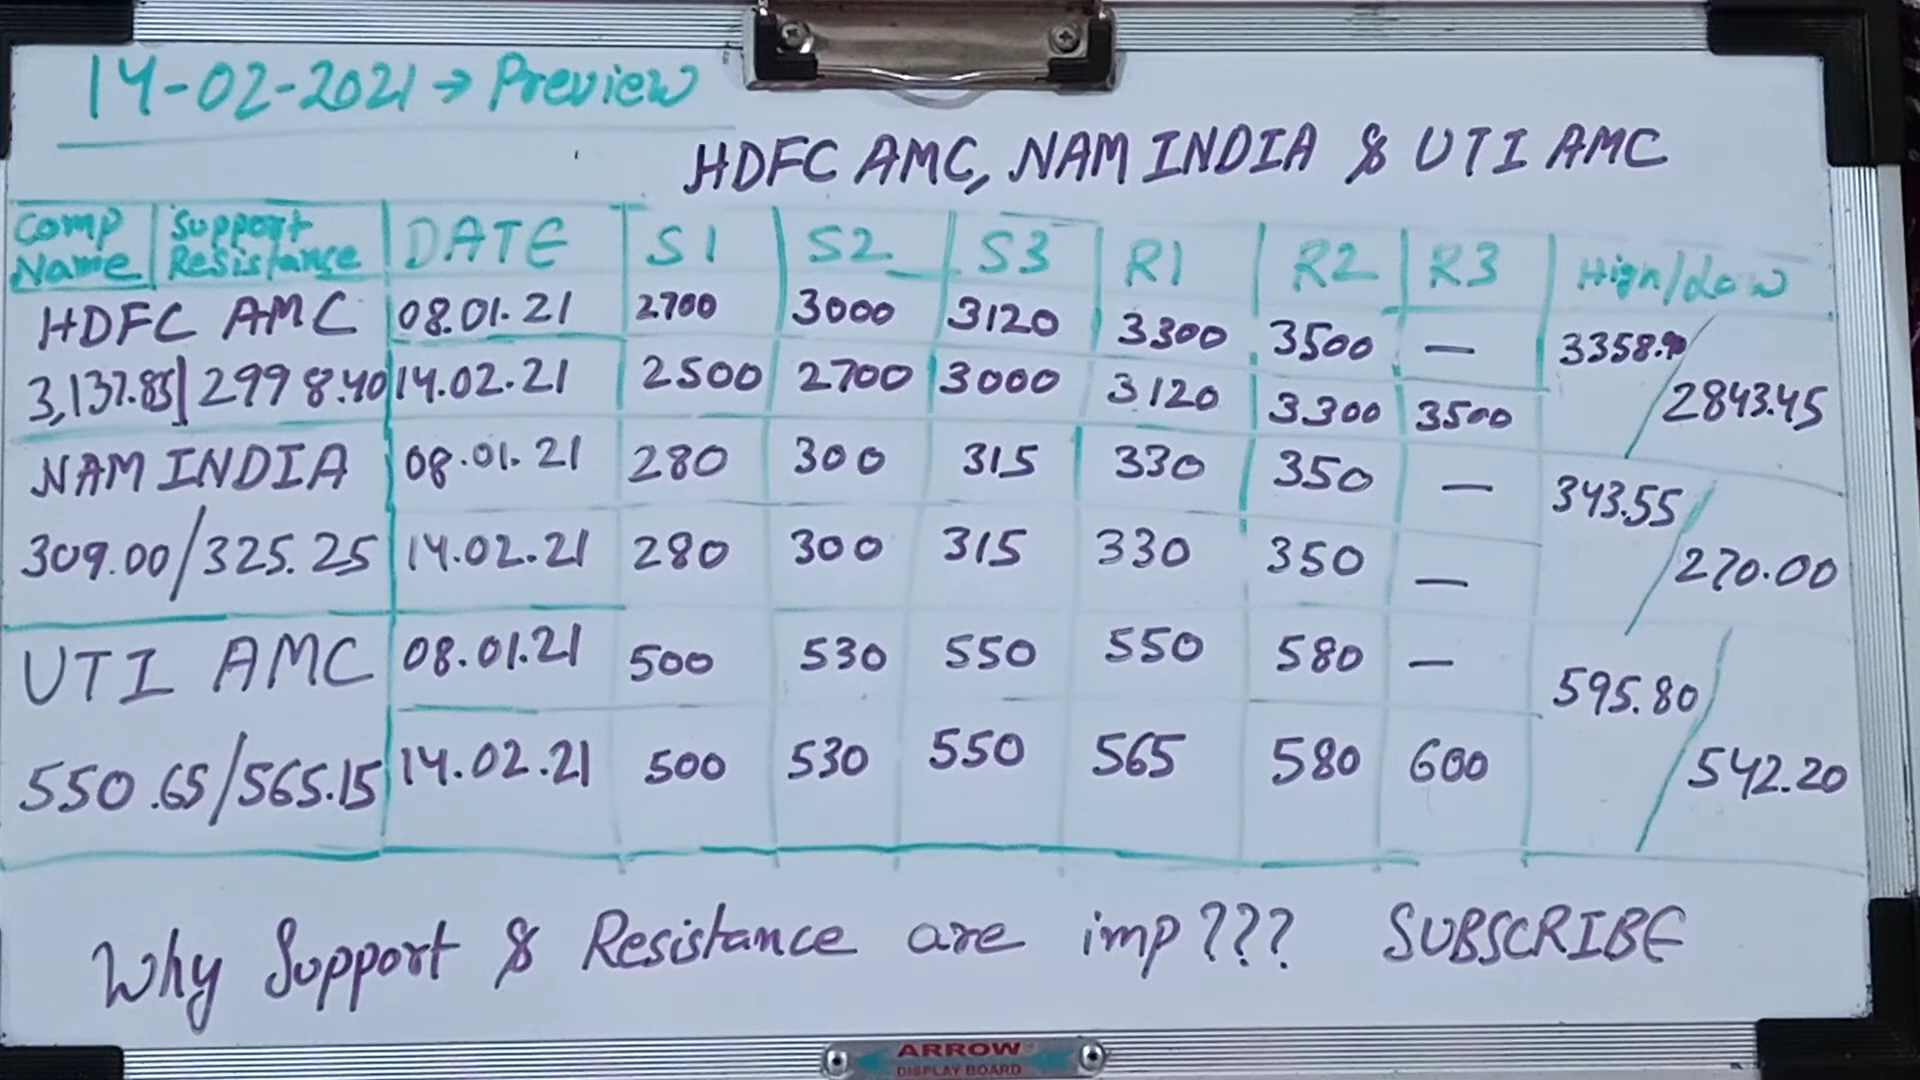 14-02-2021 → Preview
HDFC AMC, NAM INDIA & UTI AMC
Comp Name | Support Resistance | DATE | S1 | S2 | S3 | R1 | R2 | R3 | High/Low
HDFC AMC 08.01.21 2700 3000 3120 3300 3500 — 3358.90/
3,137.85|2998.40 14.02.21 2500 2700 3000 3120 3300 3500 2843.45
NAM INDIA 08.01.21 280 300 315 330 350 — 343.55/
309.00/325.25 14.02.21 280 300 315 330 350 — 270.00
UTI AMC 08.01.21 500 530 550 550 580 — 595.80/
550.65/565.15 14.02.21 500 530 550 565 580 600 542.20
Why Support & Resistance are imp??? SUBSCRIBE
ARROW
DISPLAY BOARD